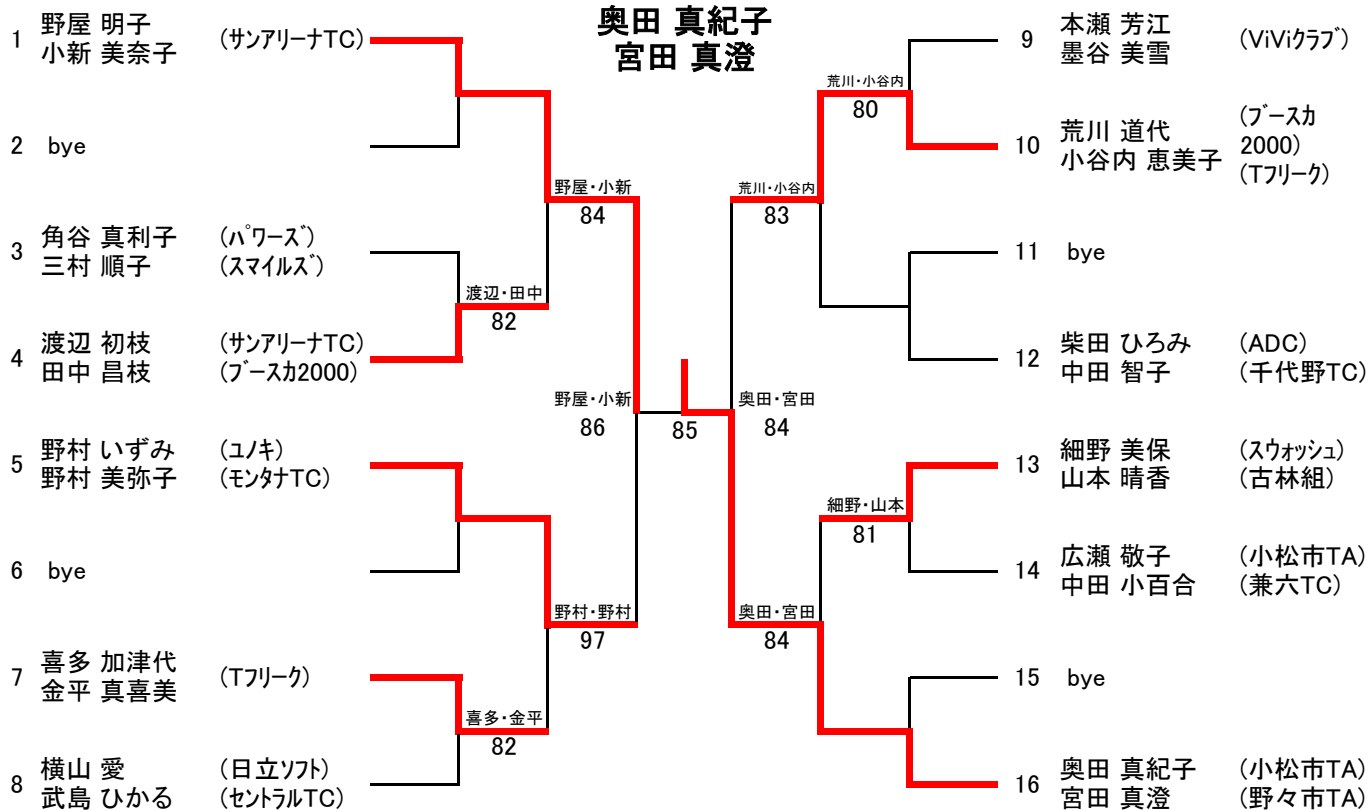 奥田 真紀子
宮田 真澄
1 野屋 明子 (サンアリーナTC)
小新 美奈子
2 bye
3 角谷 真利子 (パワーズ)
三村 順子 (スマイルズ)
4 渡辺 初枝 (サンアリーナTC)
田中 昌枝 (ブースカ2000)
5 野村 いずみ (ユノキ)
野村 美弥子 (モンタナTC)
6 bye
7 喜多 加津代 (Tフリーク)
金平 真喜美
8 横山 愛 (日立ソフト)
武島 ひかる (セントラルTC)
渡辺・田中
82
喜多・金平
82
野屋・小新
84
野村・野村
97
野屋・小新
86
85
奥田・宮田
84
荒川・小谷内
83
奥田・宮田
84
荒川・小谷内
80
細野・山本
81
9 本瀬 芳江 (ViViクラブ)
墨谷 美雪
10 荒川 道代 (ブースカ
2000)
小谷内 恵美子 (Tフリーク)
11 bye
12 柴田 ひろみ (ADC)
中田 智子 (千代野TC)
13 細野 美保 (スウォッシュ)
山本 晴香 (古林組)
14 広瀬 敬子 (小松市TA)
中田 小百合 (兼六TC)
15 bye
16 奥田 真紀子 (小松市TA)
宮田 真澄 (野々市TA)